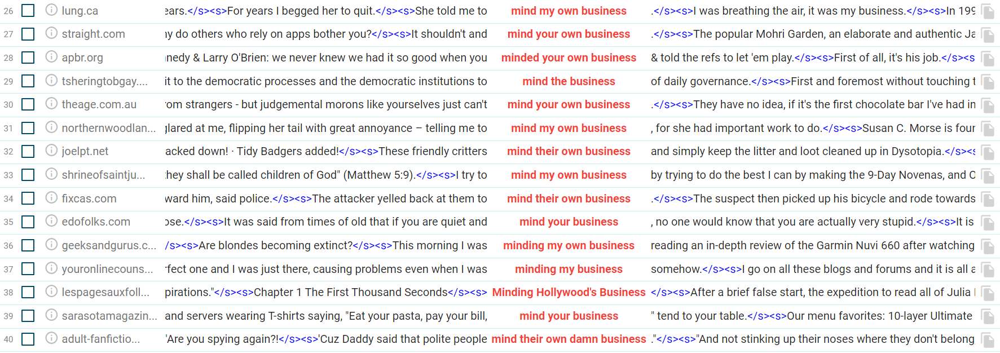 26 lung.ca ears.</s><s>For years I begged her to quit.</s><s>She told me to mind my own business .</s><s>I was breathing the air, it was my business.</s><s>In 199
27 straight.com y do others who rely on apps bother you?</s><s>It shouldn't and mind your own business .</s><s>The popular Mohri Garden, an elaborate and authentic Ja
28 apbr.org nedy & Larry O'Brien: we never knew we had it so good when you minded your own business & told the refs to let 'em play.</s><s>First of all, it's his job.</s><s
29 tsheringtobgay.... it to the democratic processes and the democratic institutions to mind the business of daily governance.</s><s>First and foremost without touching t
30 theage.com.au rom strangers - but judgemental morons like yourselves just can't mind your own business .</s><s>They have no idea, if it's the first chocolate bar I've had in
31 northernwoodlan... glared at me, flipping her tail with great annoyance – telling me to mind my own business , for she had important work to do.</s><s>Susan C. Morse is four
32 joelpt.net acked down! · Tidy Badgers added!</s><s>These friendly critters mind their own business and simply keep the litter and loot cleaned up in Dysotopia.</s><s
33 shrineofsaintju... they shall be called children of God" (Matthew 5:9).</s><s>I try to mind my own business by trying to do the best I can by making the 9-Day Novenas, and O
34 fixcas.com ward him, said police.</s><s>The attacker yelled back at them to mind their own business .</s><s>The suspect then picked up his bicycle and rode towards
35 edofolks.com ose.</s><s>It was said from times of old that if you are quiet and mind your business , no one would know that you are actually very stupid.</s><s>It is
36 geeksandgurus.c... /s><s>Are blondes becoming extinct?</s><s>This morning I was minding my own business reading an in-depth review of the Garmin Nuvi 660 after watching
37 youronlinecouns... rfect one and I was just there, causing problems even when I was minding my business somehow.</s><s>I go on all these blogs and forums and it is all a
38 lespagesauxfoll... pirations."</s><s>Chapter 1 The First Thousand Seconds</s><s> Minding Hollywood's Business </s><s>After a brief false start, the expedition to read all of Julia
39 sarasotamagazin... and servers wearing T-shirts saying, "Eat your pasta, pay your bill, mind your business " tend to your table.</s><s>Our menu favorites: 10-layer Ultimate
40 adult-fanfictio... 'Are you spying again?!</s><s>'Cuz Daddy said that polite people mind their own damn business ."</s><s>"And not stinking up their noses where they don't belong,